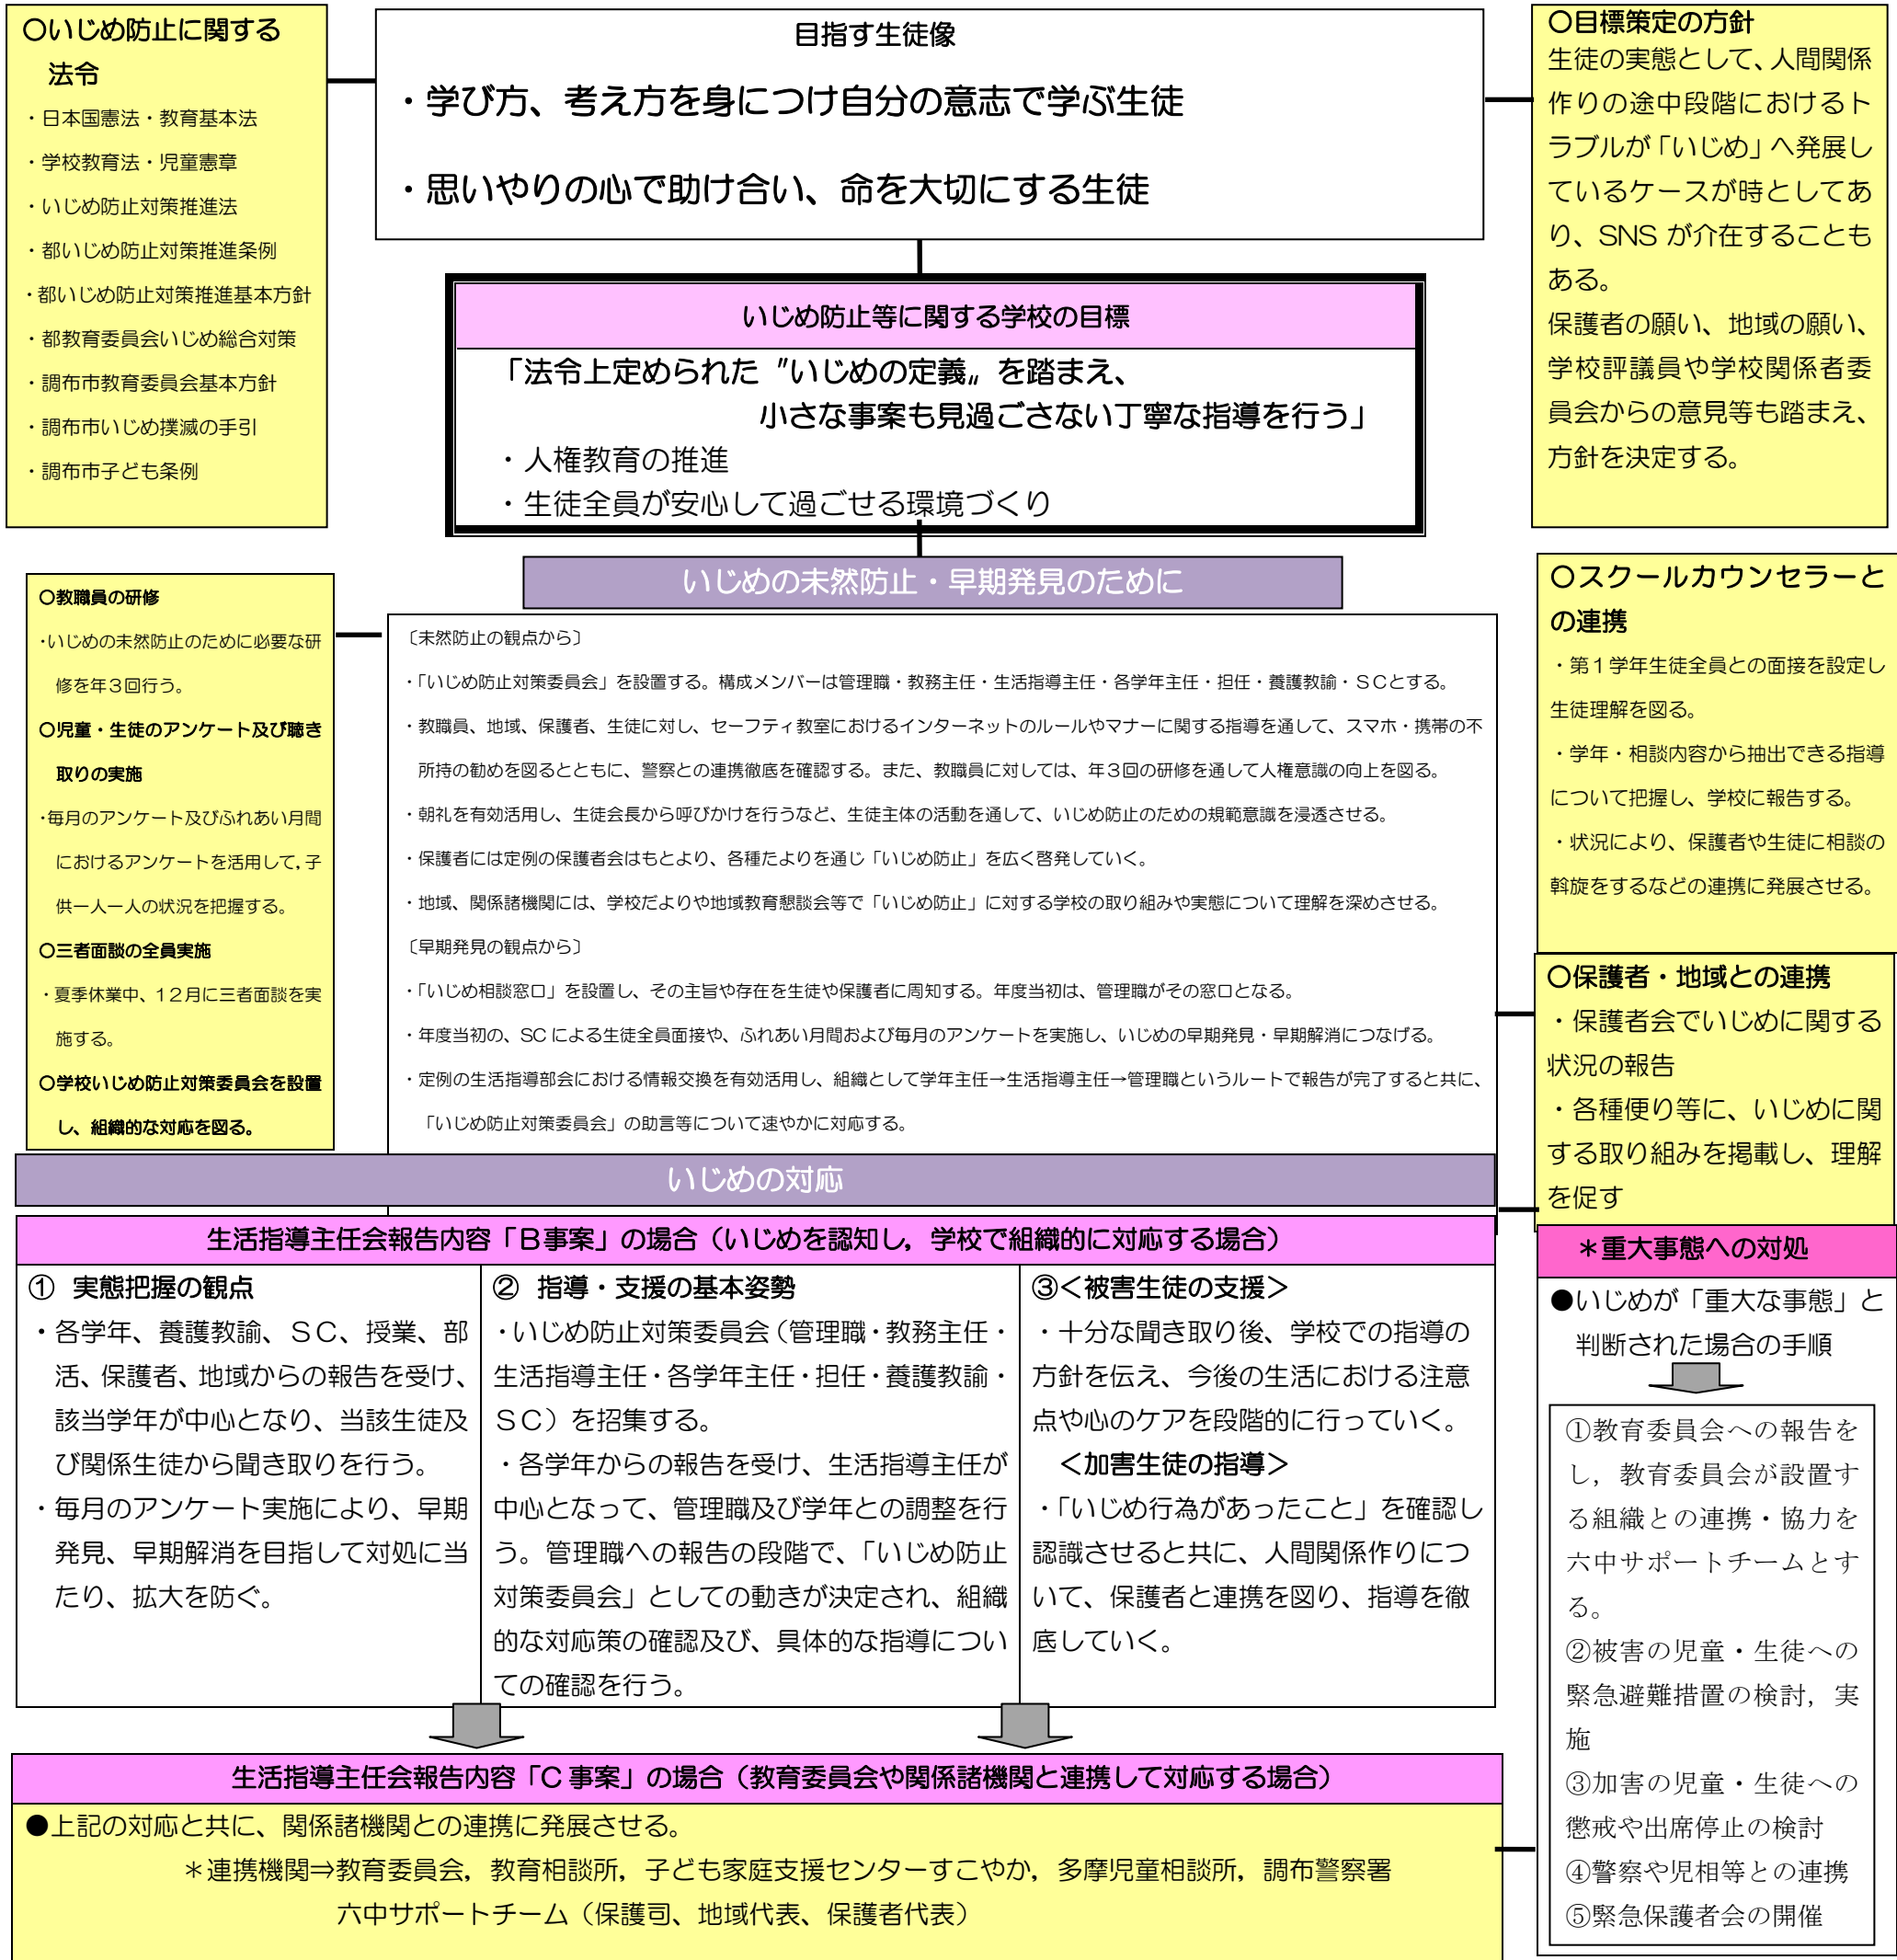 〇いじめ防止に関する
法令
・日本国憲法・教育基本法
・学校教育法・児童憲章
・いじめ防止対策推進法
・都いじめ防止対策推進条例
・都いじめ防止対策推進基本方針
・都教育委員会いじめ総合対策
・調布市教育委員会基本方針
・調布市いじめ撲滅の手引
・調布市子ども条例
目指す生徒像
・学び方、考え方を身につけ自分の意志で学ぶ生徒
・思いやりの心で助け合い、命を大切にする生徒
〇目標策定の方針
生徒の実態として、人間関係
作りの途中段階におけるト
ラブルが「いじめ」へ発展し
ているケースが時としてあ
り、SNS が介在することも
ある。
保護者の願い、地域の願い、
学校評議員や学校関係者委
員会からの意見等も踏まえ、
方針を決定する。
いじめ防止等に関する学校の目標
「法令上定められた〝いじめの定義〟を踏まえ、
小さな事案も見過ごさない丁寧な指導を行う」
・人権教育の推進
・生徒全員が安心して過ごせる環境づくり
いじめの未然防止・早期発見のために
〇教職員の研修
・いじめの未然防止のために必要な研
修を年３回行う。
〇児童・生徒のアンケート及び聴き
取りの実施
・毎月のアンケート及びふれあい月間
におけるアンケートを活用して，子
供一人一人の状況を把握する。
〇三者面談の全員実施
・夏季休業中、１２月に三者面談を実
施する。
〇学校いじめ防止対策委員会を設置
し、組織的な対応を図る。
〔未然防止の観点から〕
・「いじめ防止対策委員会」を設置する。構成メンバーは管理職・教務主任・生活指導主任・各学年主任・担任・養護教諭・ＳＣとする。
・教職員、地域、保護者、生徒に対し、セーフティ教室におけるインターネットのルールやマナーに関する指導を通して、スマホ・携帯の不
所持の勧めを図るとともに、警察との連携徹底を確認する。また、教職員に対しては、年３回の研修を通して人権意識の向上を図る。
・朝礼を有効活用し、生徒会長から呼びかけを行うなど、生徒主体の活動を通して、いじめ防止のための規範意識を浸透させる。
・保護者には定例の保護者会はもとより、各種たよりを通じ「いじめ防止」を広く啓発していく。
・地域、関係諸機関には、学校だよりや地域教育懇談会等で「いじめ防止」に対する学校の取り組みや実態について理解を深めさせる。
〔早期発見の観点から〕
・「いじめ相談窓口」を設置し、その主旨や存在を生徒や保護者に周知する。年度当初は、管理職がその窓口となる。
・年度当初の、SC による生徒全員面接や、ふれあい月間および毎月のアンケートを実施し、いじめの早期発見・早期解消につなげる。
・定例の生活指導部会における情報交換を有効活用し、組織として学年主任→生活指導主任→管理職というルートで報告が完了すると共に、
「いじめ防止対策委員会」の助言等について速やかに対応する。
〇スクールカウンセラーと
の連携
・第１学年生徒全員との面接を設定し
生徒理解を図る。
・学年・相談内容から抽出できる指導
について把握し、学校に報告する。
・状況により、保護者や生徒に相談の
斡旋をするなどの連携に発展させる。
〇保護者・地域との連携
・保護者会でいじめに関する
状況の報告
・各種便り等に、いじめに関
する取り組みを掲載し、理解
を促す
いじめの対応
生活指導主任会報告内容「Ｂ事案」の場合（いじめを認知し，学校で組織的に対応する場合）
① 実態把握の観点
・各学年、養護教諭、ＳＣ、授業、部
活、保護者、地域からの報告を受け、
該当学年が中心となり、当該生徒及
び関係生徒から聞き取りを行う。
・毎月のアンケート実施により、早期
発見、早期解消を目指して対処に当
たり、拡大を防ぐ。
② 指導・支援の基本姿勢
・いじめ防止対策委員会（管理職・教務主任・
生活指導主任・各学年主任・担任・養護教諭・
ＳＣ）を招集する。
・各学年からの報告を受け、生活指導主任が
中心となって、管理職及び学年との調整を行
う。管理職への報告の段階で、「いじめ防止
対策委員会」としての動きが決定され、組織
的な対応策の確認及び、具体的な指導につい
ての確認を行う。
③＜被害生徒の支援＞
・十分な聞き取り後、学校での指導の
方針を伝え、今後の生活における注意
点や心のケアを段階的に行っていく。
＜加害生徒の指導＞
・「いじめ行為があったこと」を確認し
認識させると共に、人間関係作りにつ
いて、保護者と連携を図り、指導を徹
底していく。
＊重大事態への対処
●いじめが「重大な事態」と
判断された場合の手順
①教育委員会への報告を
し，教育委員会が設置す
る組織との連携・協力を
六中サポートチームとす
る。
②被害の児童・生徒への
緊急避難措置の検討，実
施
③加害の児童・生徒への
懲戒や出席停止の検討
④警察や児相等との連携
⑤緊急保護者会の開催
生活指導主任会報告内容「C 事案」の場合（教育委員会や関係諸機関と連携して対応する場合）
●上記の対応と共に、関係諸機関との連携に発展させる。
＊連携機関⇒教育委員会，教育相談所，子ども家庭支援センターすこやか，多摩児童相談所，調布警察署
六中サポートチーム（保護司、地域代表、保護者代表）